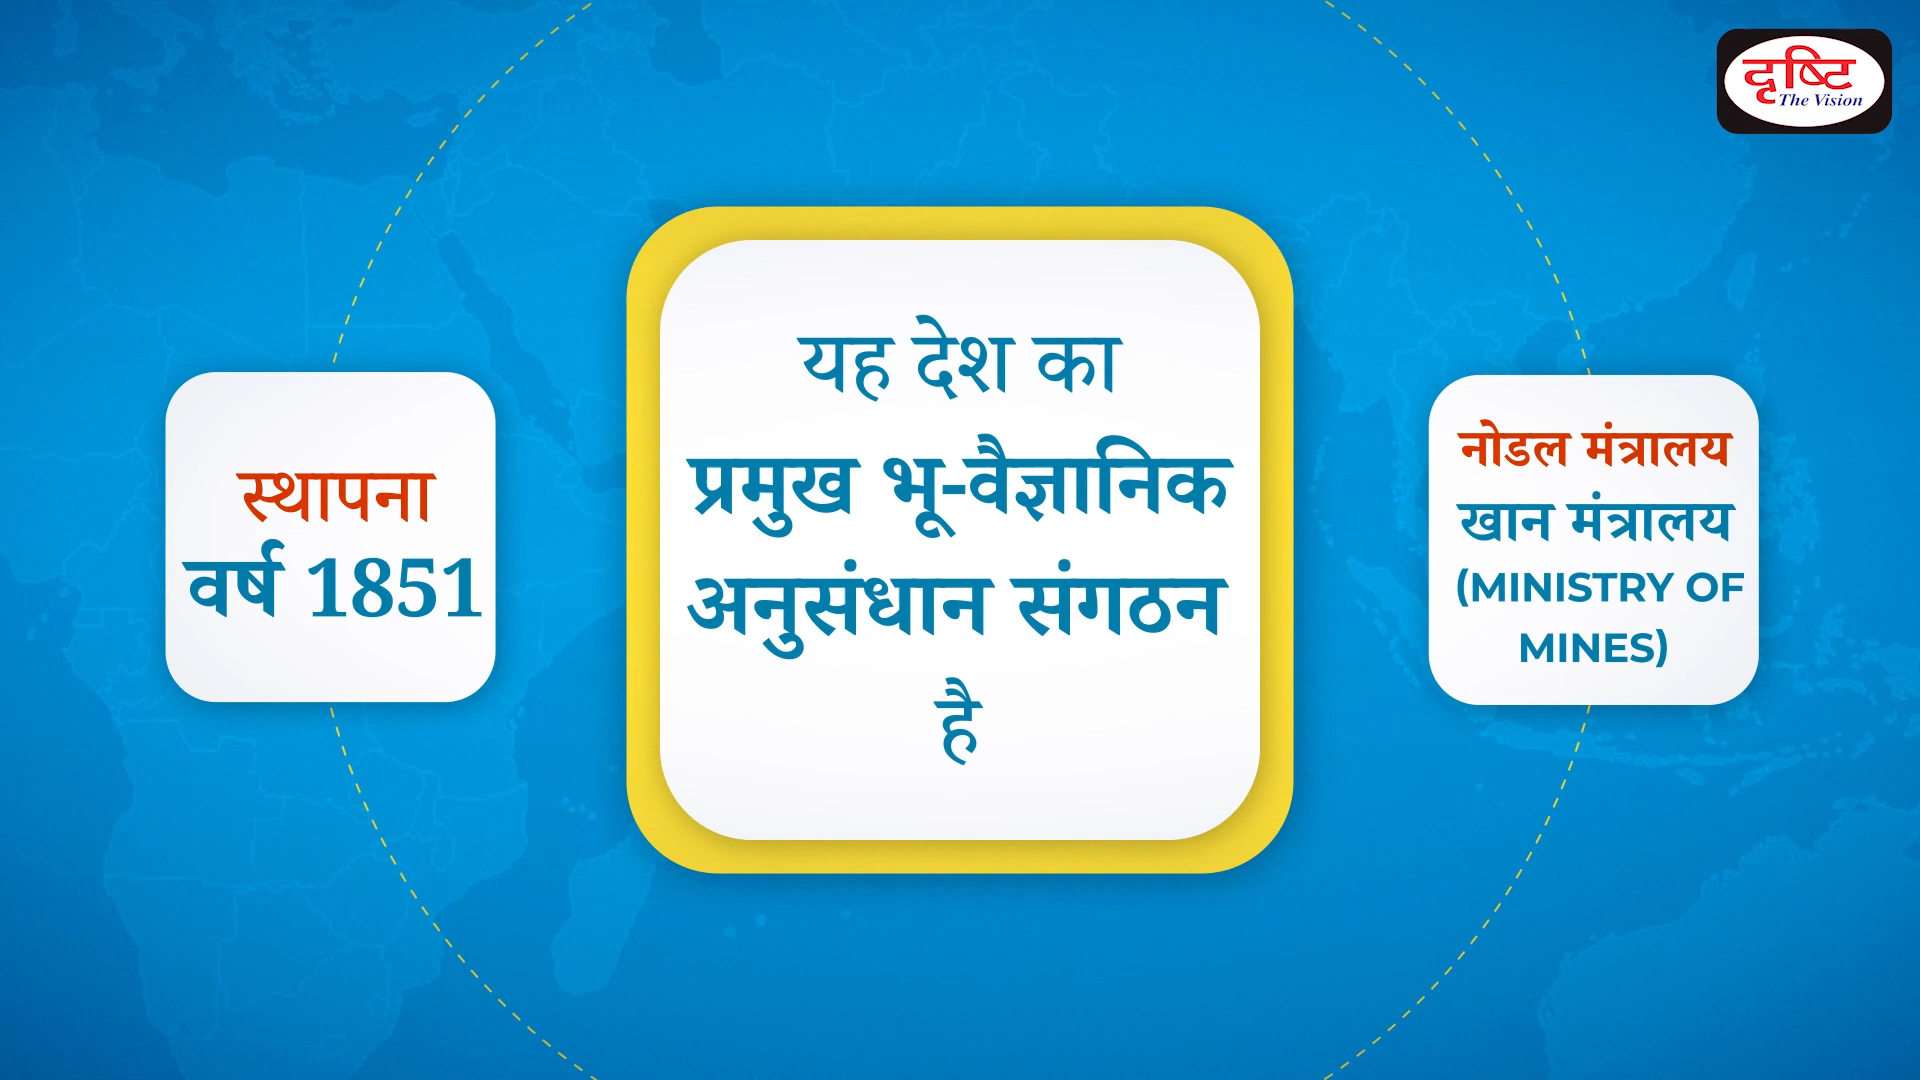 दृष्टि
The Vision
स्थापना
वर्ष 1851
यह देश का
प्रमुख भू-वैज्ञानिक
अनुसंधान संगठन
है
नोडल मंत्रालय
खान मंत्रालय
(MINISTRY OF
MINES)